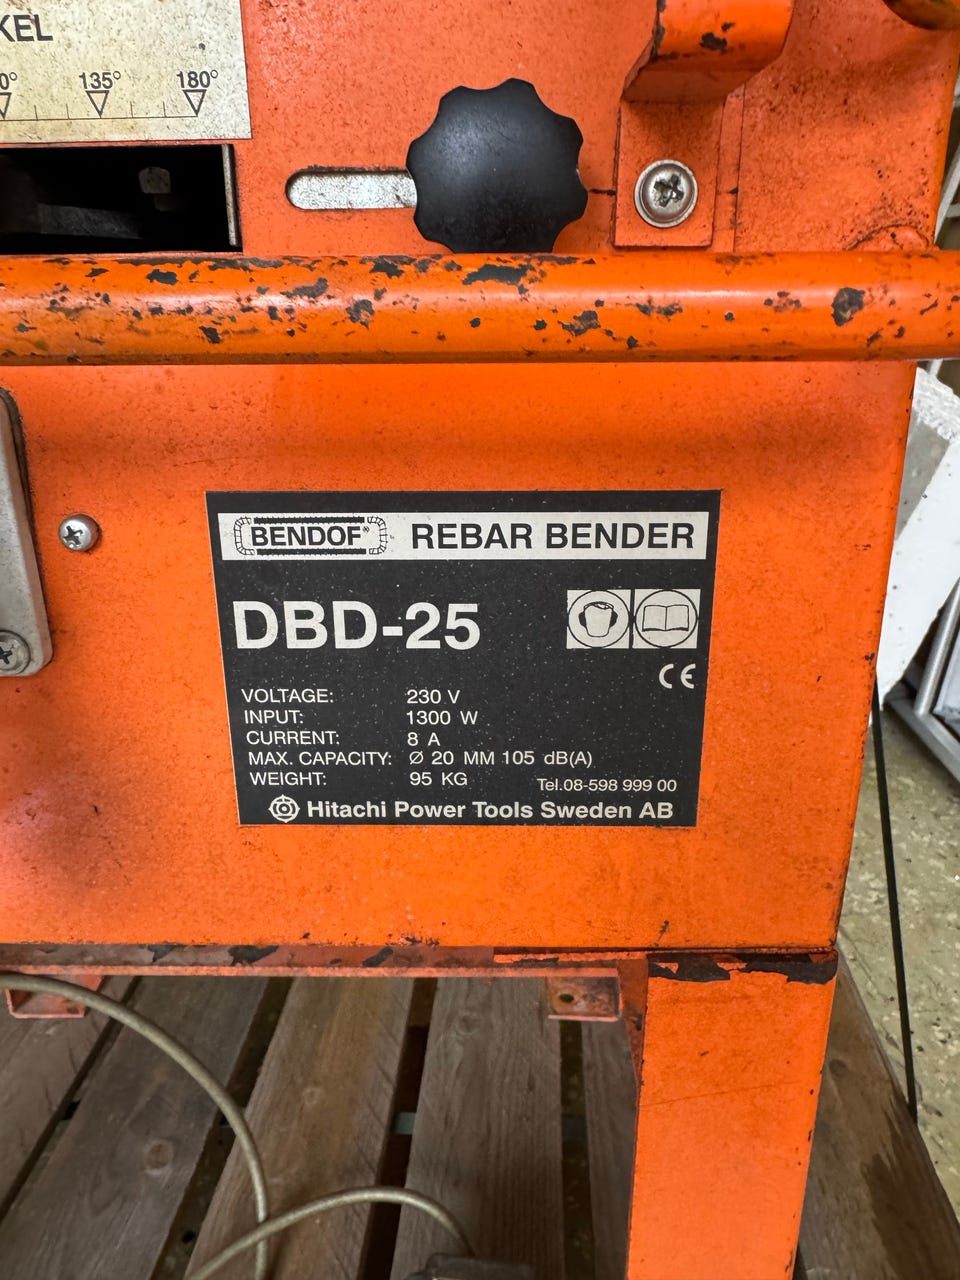 KEL
0° 135° 180°
BENDOF® REBAR BENDER
DBD-25
CE
VOLTAGE: 230 V
INPUT: 1300 W
CURRENT: 8 A
MAX. CAPACITY: Ø 20 MM 105 dB(A)
WEIGHT: 95 KG
Tel.08-598 999 00
Hitachi Power Tools Sweden AB